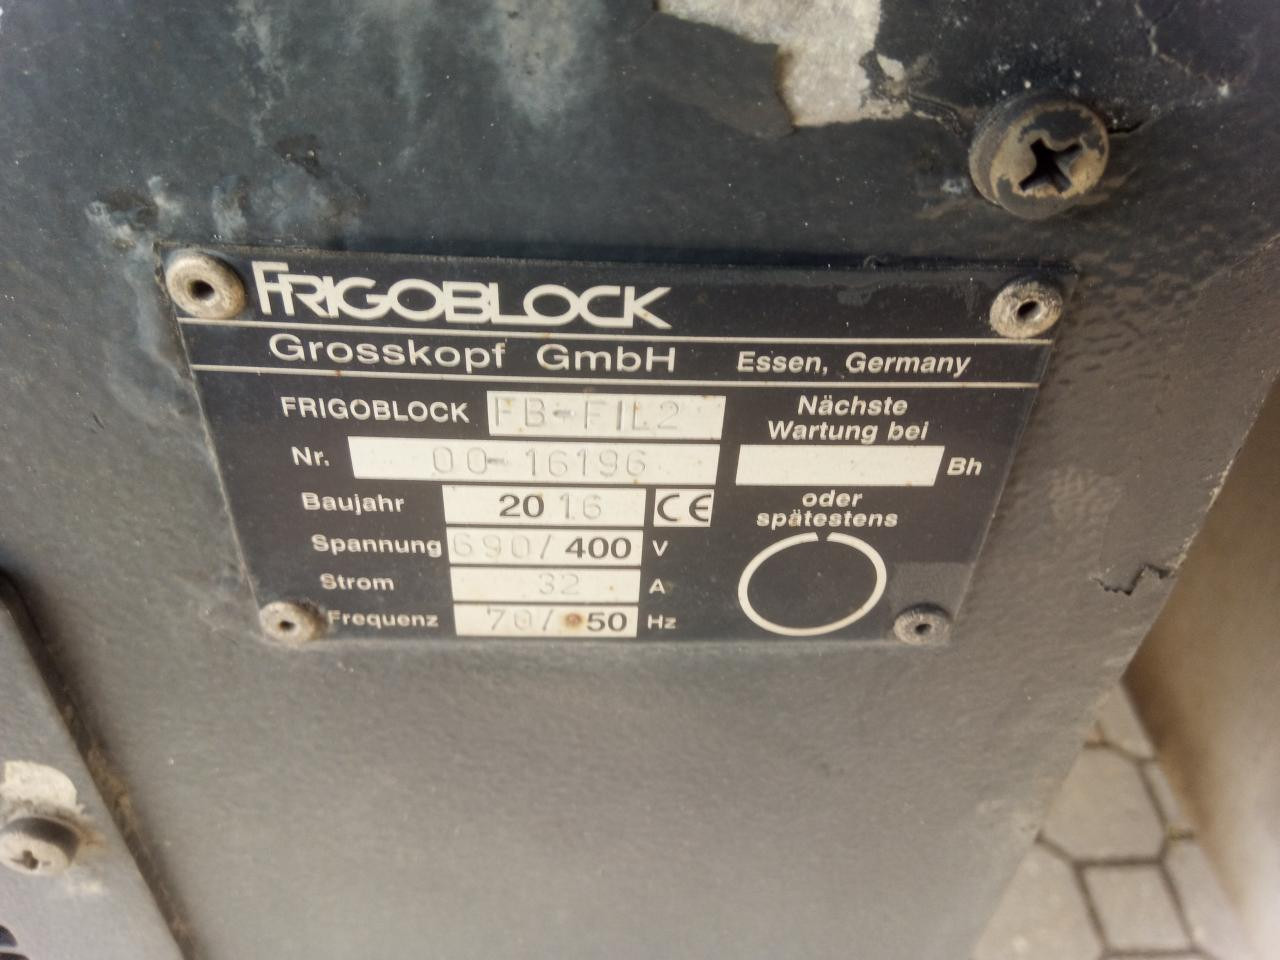 FRIGOBLOCK
Grosskopf GmbH Essen, Germany
FRIGOBLOCK FB-FIL2
Nr. 00-16196
Baujahr 2016 CE
Spannung 690/400 V
Strom 32 A
Frequenz 70/50 Hz
Nächste
Wartung bei
Bh
oder
spätestens